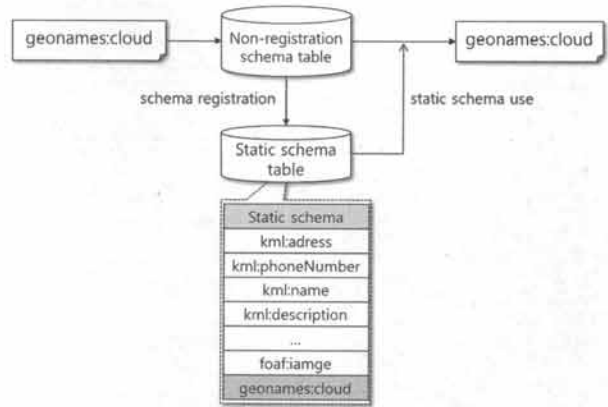 geonames:cloud
Non-registration
schema table
geonames:cloud
schema registration
static schema use
Static schema
table
Static schema
kml:adress
kml:phoneNumber
kml:name
kml:description
...
foaf:iamge
geonames:cloud